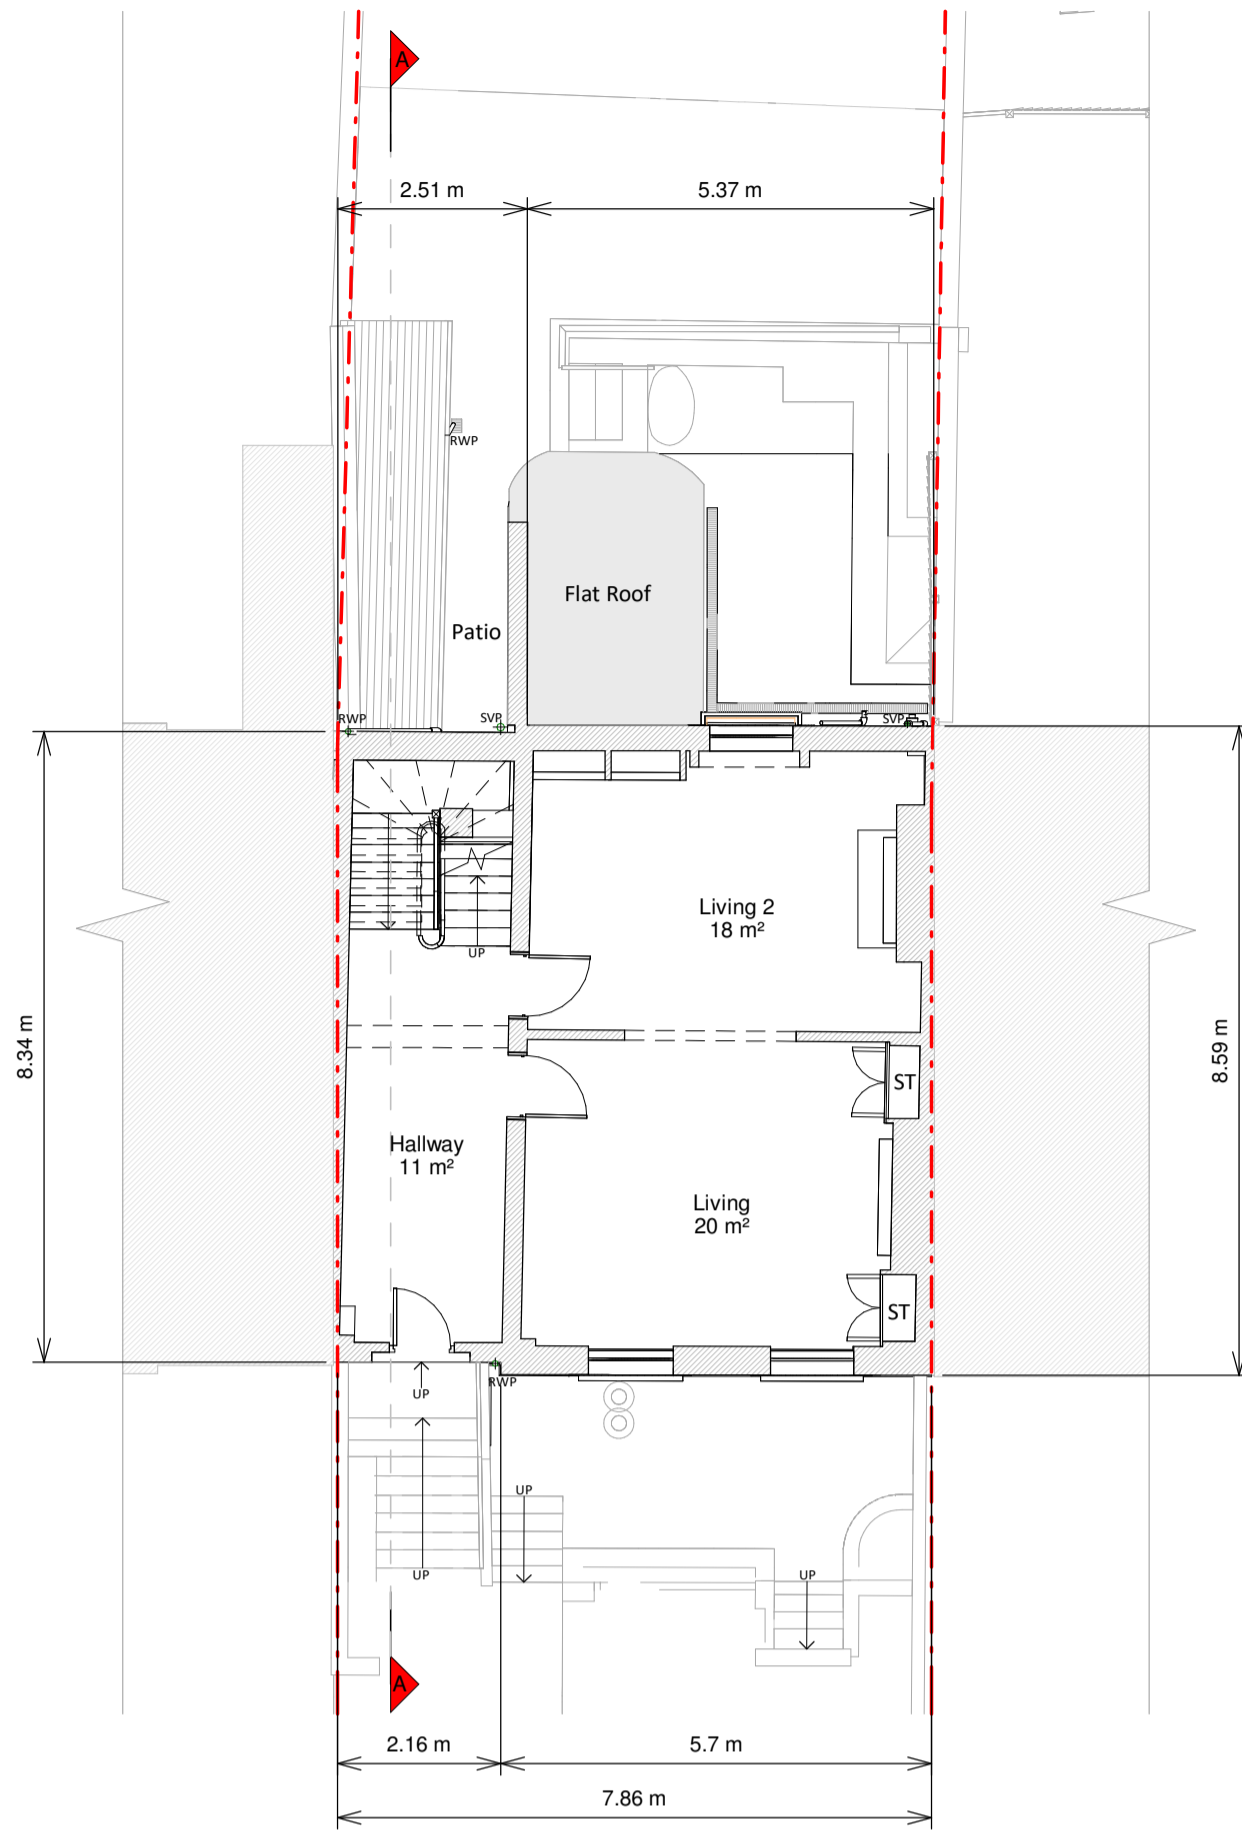 A
2.51 m
5.37 m
RWP
Flat Roof
Patio
RWP
SVP
SVP
Living 2
18 m²
UP
8.34 m
8.59 m
ST
Hallway
11 m²
Living
20 m²
ST
UP
RWP
UP
UP
UP
A
2.16 m
5.7 m
7.86 m